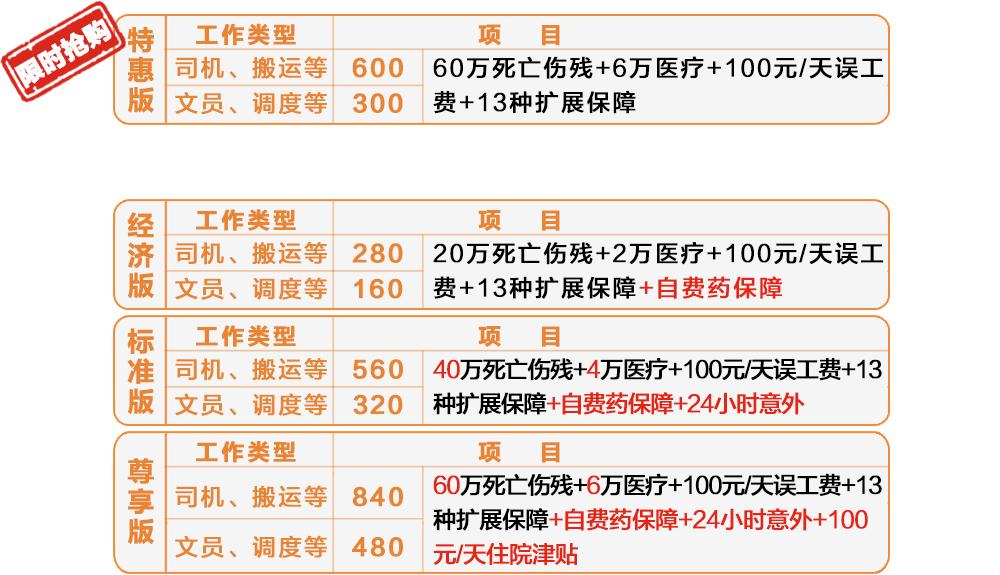 限时抢购
特惠版
工作类型 项 目
司机、搬运等 600
文员、调度等 300
60万死亡伤残+6万医疗+100元/天误工
费+13种扩展保障
经济版
工作类型 项 目
司机、搬运等 280
文员、调度等 160
20万死亡伤残+2万医疗+100元/天误工
费+13种扩展保障+自费药保障
标准版
工作类型 项 目
司机、搬运等 560
文员、调度等 320
40万死亡伤残+4万医疗+100元/天误工费+13
种扩展保障+自费药保障+24小时意外
尊享版
工作类型 项 目
司机、搬运等 840
文员、调度等 480
60万死亡伤残+6万医疗+100元/天误工费+13
种扩展保障+自费药保障+24小时意外+100
元/天住院津贴